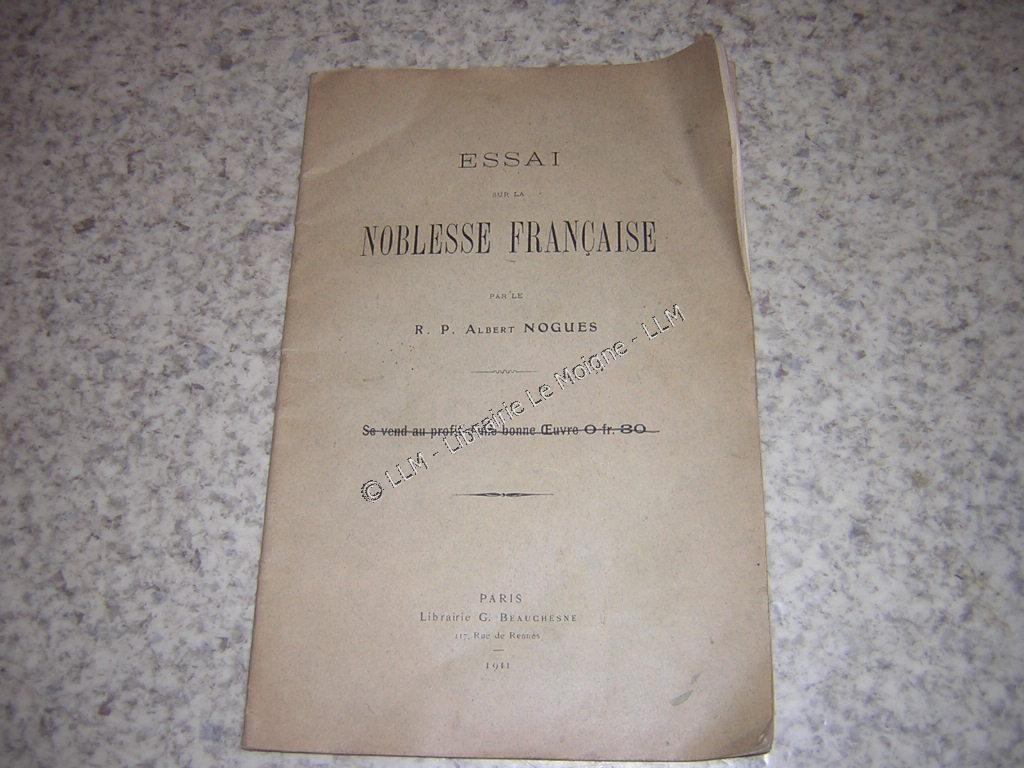 ESSAI
SUR LA
NOBLESSE FRANÇAISE
PAR LE
R. P. ALBERT NOGUES
Se vend au profit bonne Œuvre 0 fr. 80
© LLM - Librairie Le Moigne - LLM
PARIS
Librairie G. BEAUCHESNE
117, Rue de Rennes
1911